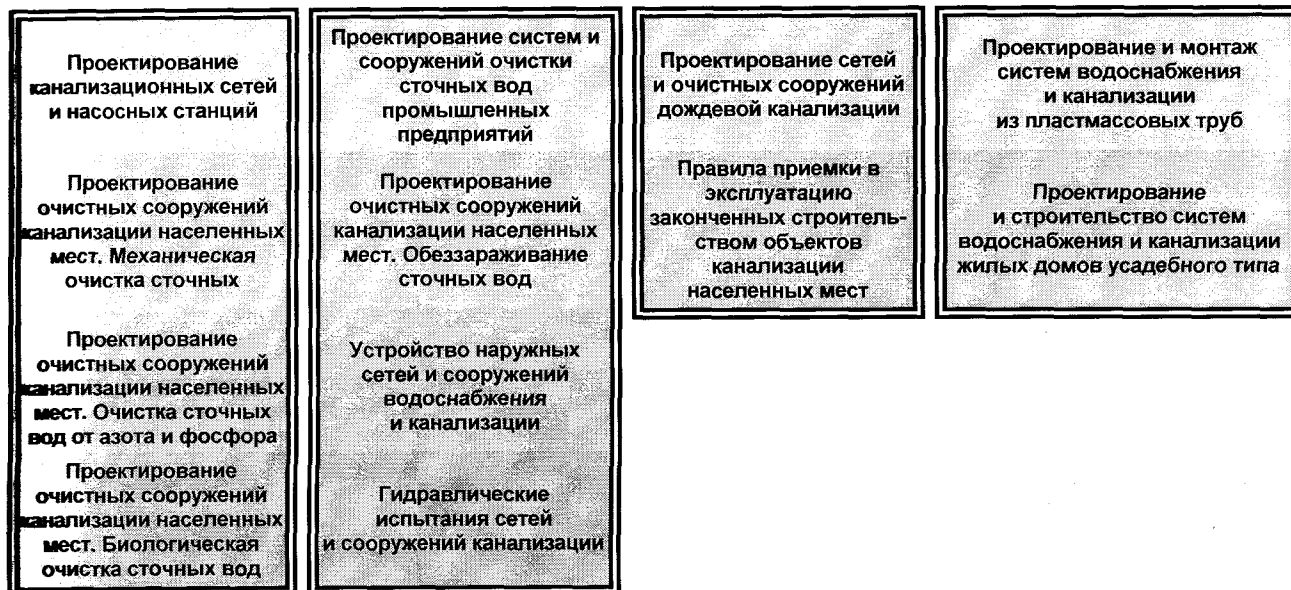 Проектирование
канализационных сетей
и насосных станций
Проектирование
очистных сооружений
канализации населенных
мест. Механическая
очистка сточных
Проектирование
очистных сооружений
канализации населенных
мест. Очистка сточных
вод от азота и фосфора
Проектирование
очистных сооружений
канализации населенных
мест. Биологическая
очистка сточных вод
Проектирование систем и
сооружений очистки
сточных вод
промышленных
предприятий
Проектирование
очистных сооружений
канализации населенных
мест. Обеззараживание
сточных вод
Устройство наружных
сетей и сооружений
водоснабжения
и канализации
Гидравлические
испытания сетей
и сооружений канализации
Проектирование сетей
и очистных сооружений
дождевой канализации
Правила приемки в
эксплуатацию
законченных строитель-
ством объектов
канализации
населенных мест
Проектирование и монтаж
систем водоснабжения
и канализации
из пластмассовых труб
Проектирование
и строительство систем
водоснабжения и канализации
жилых домов усадебного типа